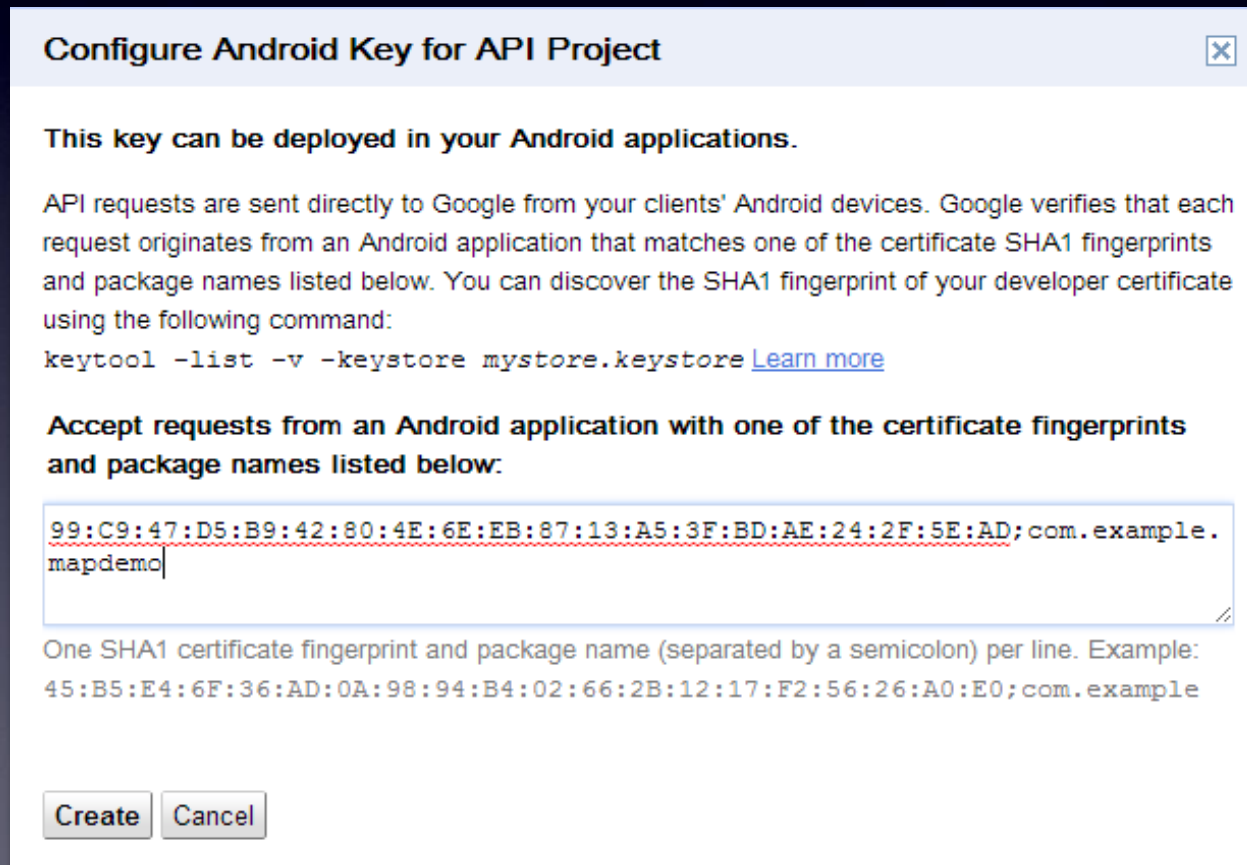 Configure Android Key for API Project
This key can be deployed in your Android applications.
API requests are sent directly to Google from your clients' Android devices. Google verifies that each
request originates from an Android application that matches one of the certificate SHA1 fingerprints
and package names listed below. You can discover the SHA1 fingerprint of your developer certificate
using the following command:
keytool -list -v -keystore mystore.keystore Learn more
Accept requests from an Android application with one of the certificate fingerprints
and package names listed below:
99:C9:47:D5:B9:42:80:4E:6E:EB:87:13:A5:3F:BD:AE:24:2F:5E:AD;com.example.
mapdemo
One SHA1 certificate fingerprint and package name (separated by a semicolon) per line. Example:
45:B5:E4:6F:36:AD:0A:98:94:B4:02:66:2B:12:17:F2:56:26:A0:E0;com.example
Create Cancel